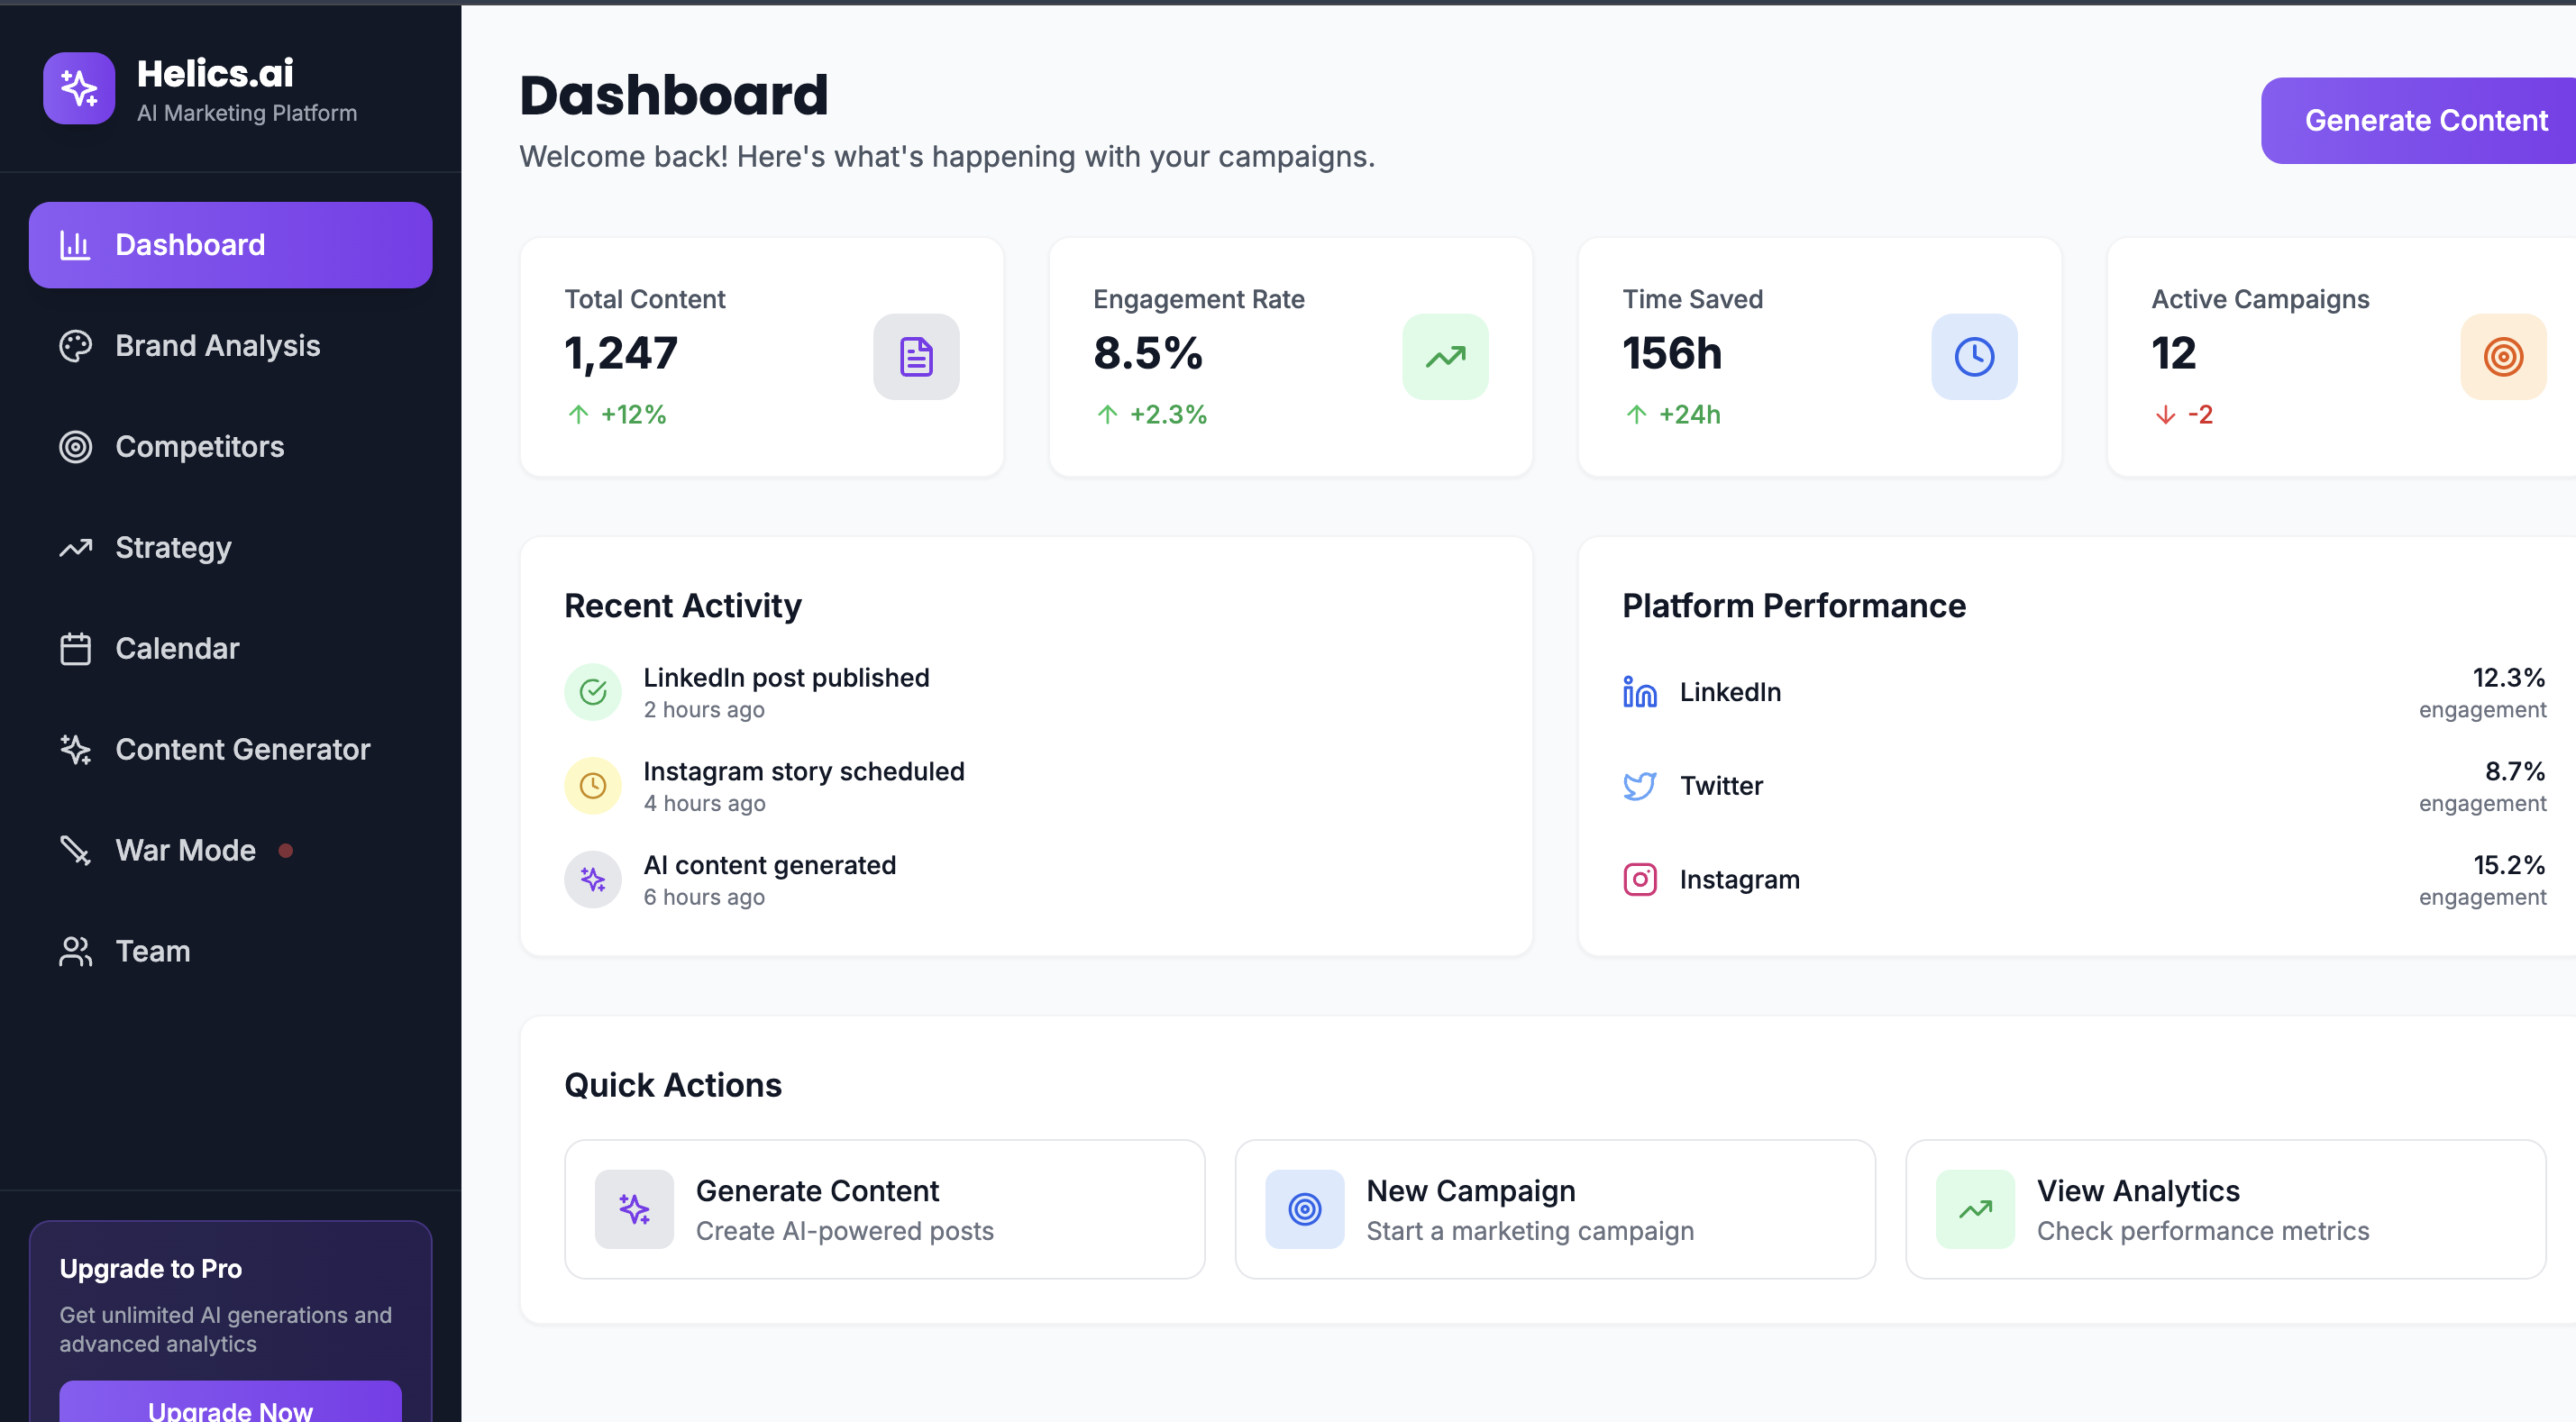 Helics.ai
AI Marketing Platform
Dashboard
Brand Analysis
Competitors
Strategy
Calendar
Content Generator
War Mode
Team
Upgrade to Pro
Get unlimited AI generations and
advanced analytics
Upgrade Now
Dashboard
Welcome back! Here's what's happening with your campaigns.
Generate Content
Total Content
1,247
+12%
Engagement Rate
8.5%
+2.3%
Time Saved
156h
+24h
Active Campaigns
12
-2
Recent Activity
LinkedIn post published
2 hours ago
Instagram story scheduled
4 hours ago
AI content generated
6 hours ago
Platform Performance
LinkedIn
12.3%
engagement
Twitter
8.7%
engagement
Instagram
15.2%
engagement
Quick Actions
Generate Content
Create AI-powered posts
New Campaign
Start a marketing campaign
View Analytics
Check performance metrics